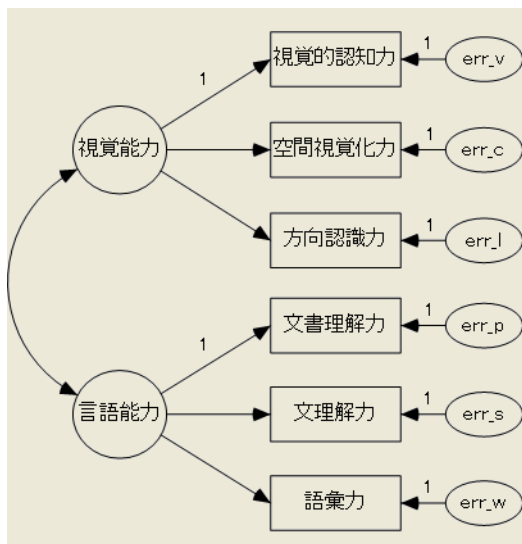 視覚的認知力
1
err_v
1
視覚能力
空間視覚化力
1
err_c
方向認識力
1
err_l
文書理解力
1
err_p
1
言語能力
文理解力
1
err_s
語彙力
1
err_w